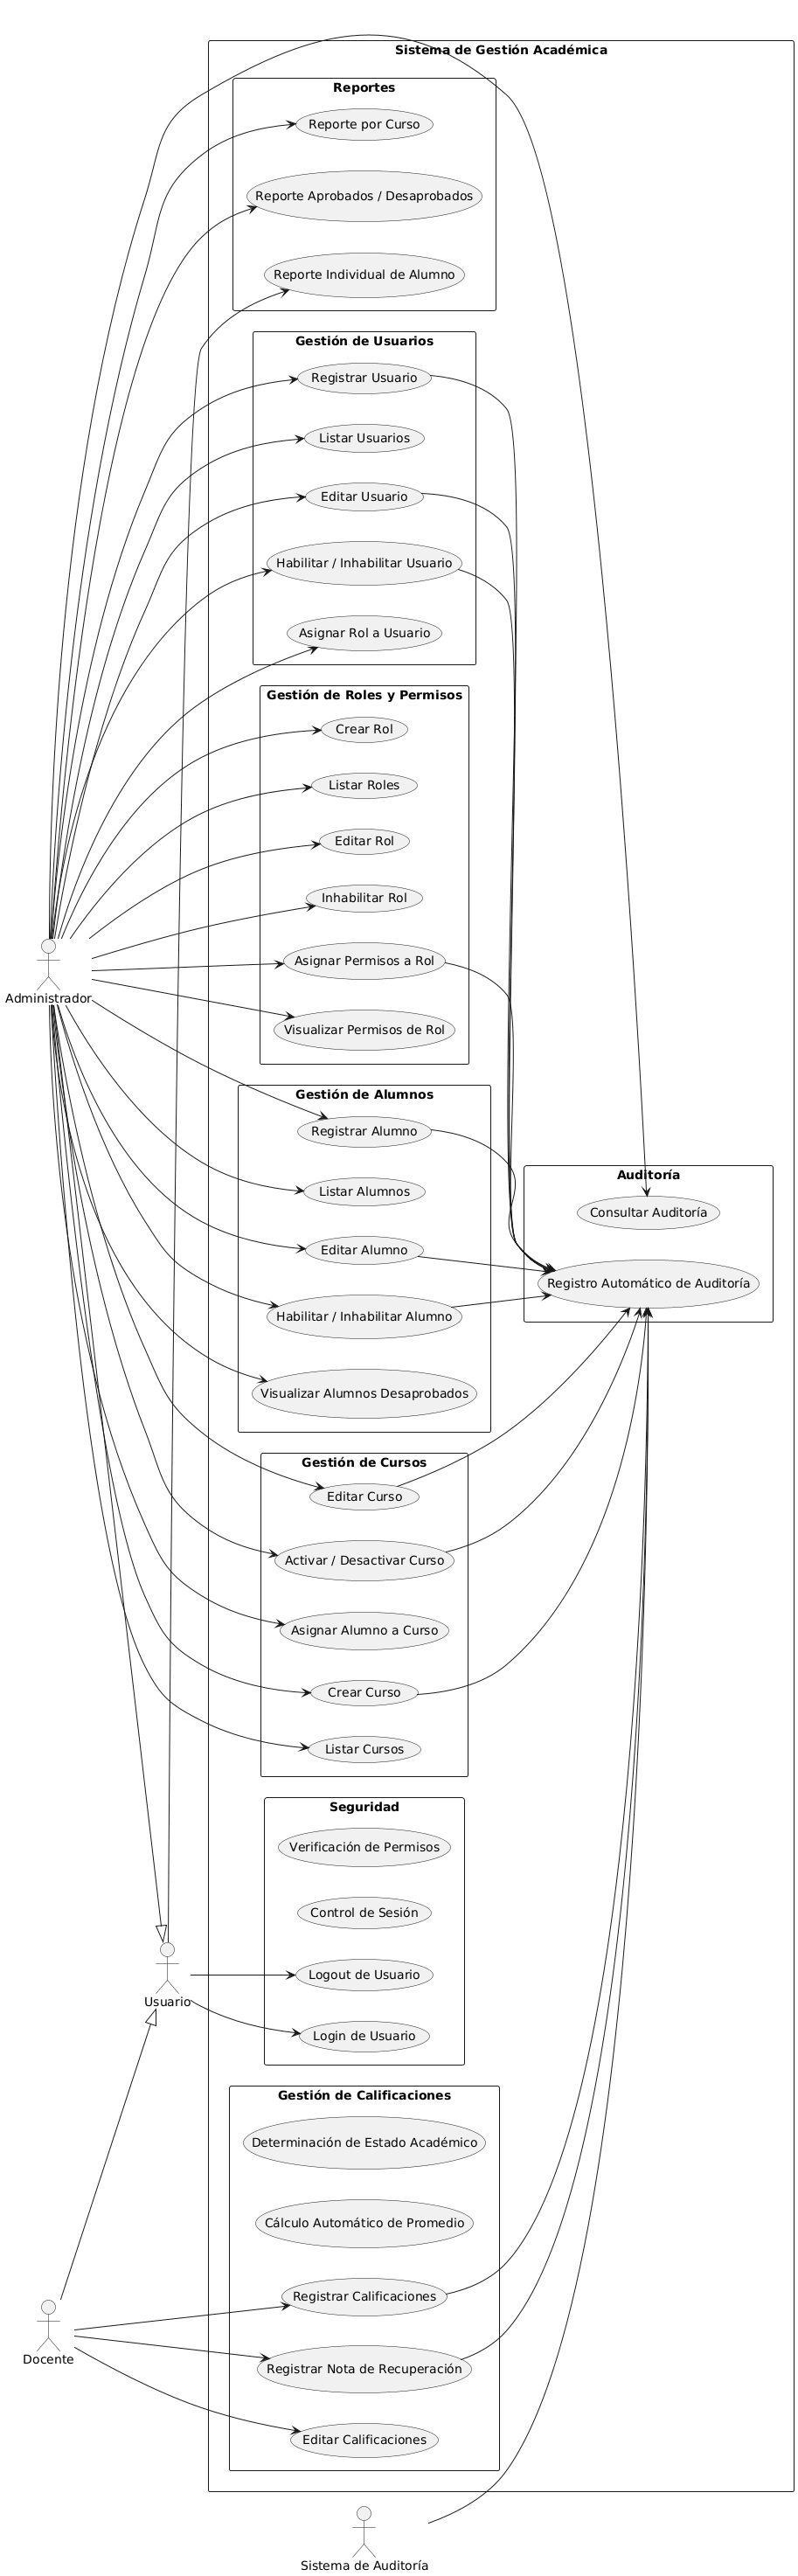 Sistema de Gestión Académica
Reportes
Reporte por Curso
Reporte Aprobados / Desaprobados
Reporte Individual de Alumno
Gestión de Usuarios
Registrar Usuario
Listar Usuarios
Editar Usuario
Habilitar / Inhabilitar Usuario
Asignar Rol a Usuario
Gestión de Roles y Permisos
Crear Rol
Listar Roles
Editar Rol
Inhabilitar Rol
Asignar Permisos a Rol
Administrador
Visualizar Permisos de Rol
Gestión de Alumnos
Registrar Alumno
Listar Alumnos
Editar Alumno
Habilitar / Inhabilitar Alumno
Visualizar Alumnos Desaprobados
Auditoría
Consultar Auditoría
Registro Automático de Auditoría
Gestión de Cursos
Editar Curso
Activar / Desactivar Curso
Asignar Alumno a Curso
Crear Curso
Listar Cursos
Seguridad
Verificación de Permisos
Control de Sesión
Logout de Usuario
Usuario
Login de Usuario
Gestión de Calificaciones
Determinación de Estado Académico
Cálculo Automático de Promedio
Registrar Calificaciones
Docente
Registrar Nota de Recuperación
Editar Calificaciones
Sistema de Auditoría